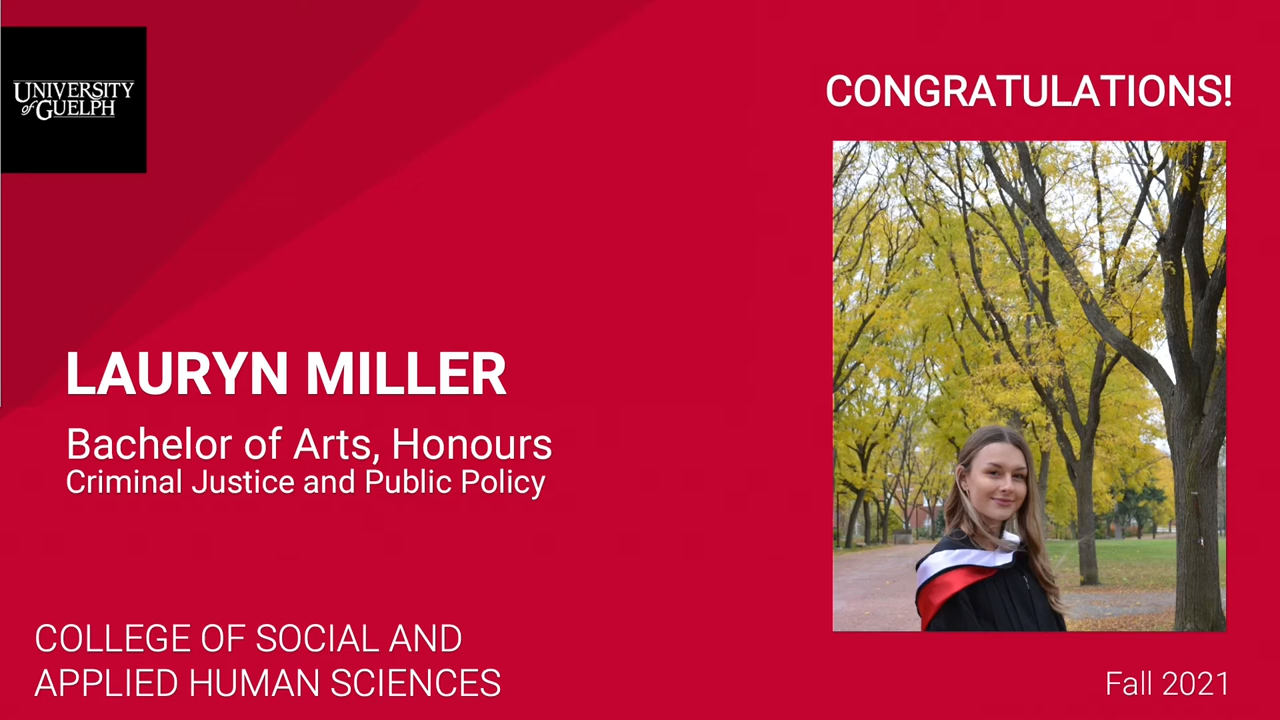 UNIVERSITY
of GUELPH
CONGRATULATIONS!
LAURYN MILLER
Bachelor of Arts, Honours
Criminal Justice and Public Policy
COLLEGE OF SOCIAL AND
APPLIED HUMAN SCIENCES
Fall 2021